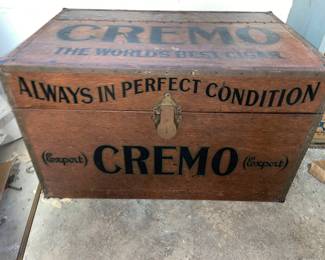 CREMO
THE WORLD'S BEST CIGAR
ALWAYS IN PERFECT CONDITION
(Export) CREMO (Export)